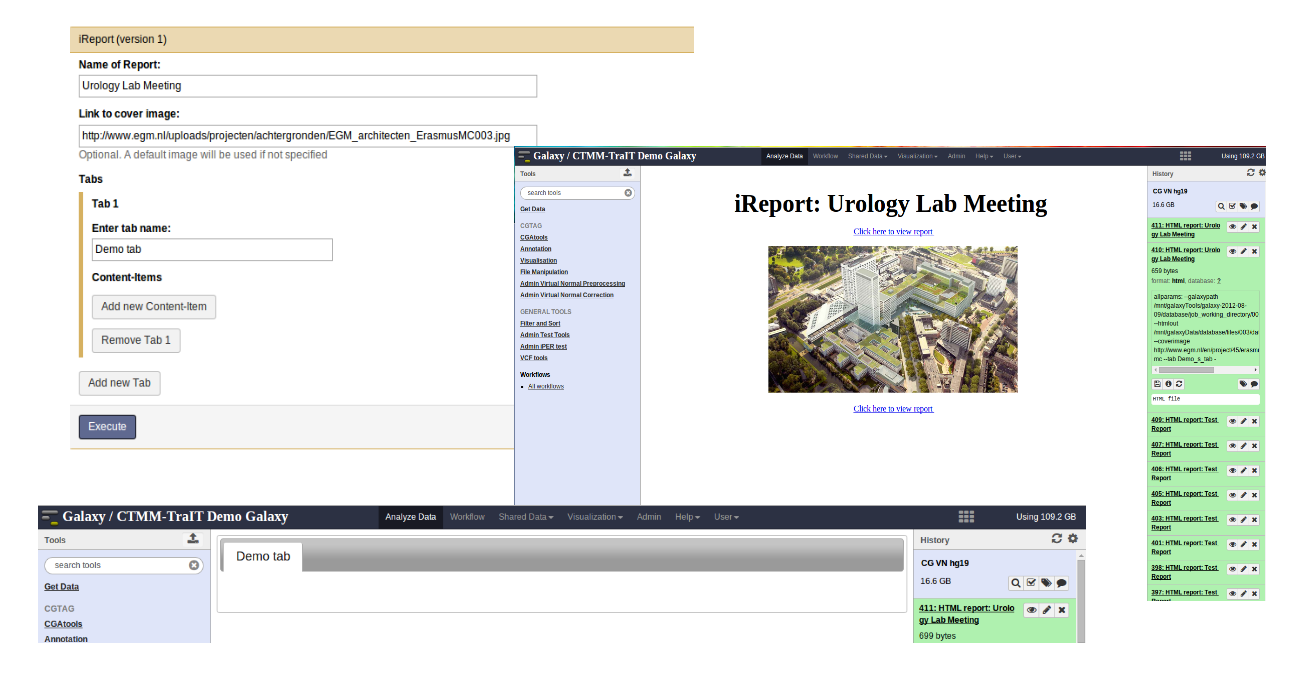 iReport (version 1)
Name of Report:
Urology Lab Meeting
Link to cover image:
http://www.egm.nl/uploads/projecten/achtergronden/EGM_architecten_ErasmusMC003.jpg
Optional. A default image will be used if not specified
Tabs
Tab 1
Enter tab name:
Demo tab
Content-Items
Add new Content-Item
Remove Tab 1
Add new Tab
Execute
Galaxy / CTMM-TraIT Demo Galaxy
Analyze Data Workflow Shared Data Visualization Admin Help User
Using 109.2 GB
Tools
search tools
Get Data
CGTAG
CGAtools
Annotation
Visualisation
File Manipulation
Admin Virtual Normal Preprocessing
Admin Virtual Normal Correction
GENERAL TOOLS
Filter and Sort
Admin Test Tools
Admin iPER test
VCF tools
Workflows
All workflows
iReport: Urology Lab Meeting
Click here to view report
Click here to view report
History
CG VN hg19
16.6 GB
411: HTML report: Urolo
gy Lab Meeting
410: HTML report: Urolo
gy Lab Meeting
659 bytes
format: html, database: ?
allparams: --galaxypath
/mnt/galaxyTools/galaxy-2012-08-
09/database/job_working_directory/00
--htmlout
/mnt/galaxyData/database/files/003/da
--coverimage
http://www.egm.nl/en/project/45/erasm
mc --tab Demo_s_tab -
HTML file
409: HTML report: Test
Report
407: HTML report: Test
Report
406: HTML report: Test
Report
405: HTML report: Test
Report
403: HTML report: Test
Report
401: HTML report: Test
Report
398: HTML report: Test
Report
397: HTML report: Test
Galaxy / CTMM-TraIT Demo Galaxy
Analyze Data Workflow Shared Data Visualization Admin Help User
Using 109.2 GB
Tools
search tools
Get Data
CGTAG
CGAtools
Annotation
Demo tab
History
CG VN hg19
16.6 GB
411: HTML report: Urolo
gy Lab Meeting
699 bytes